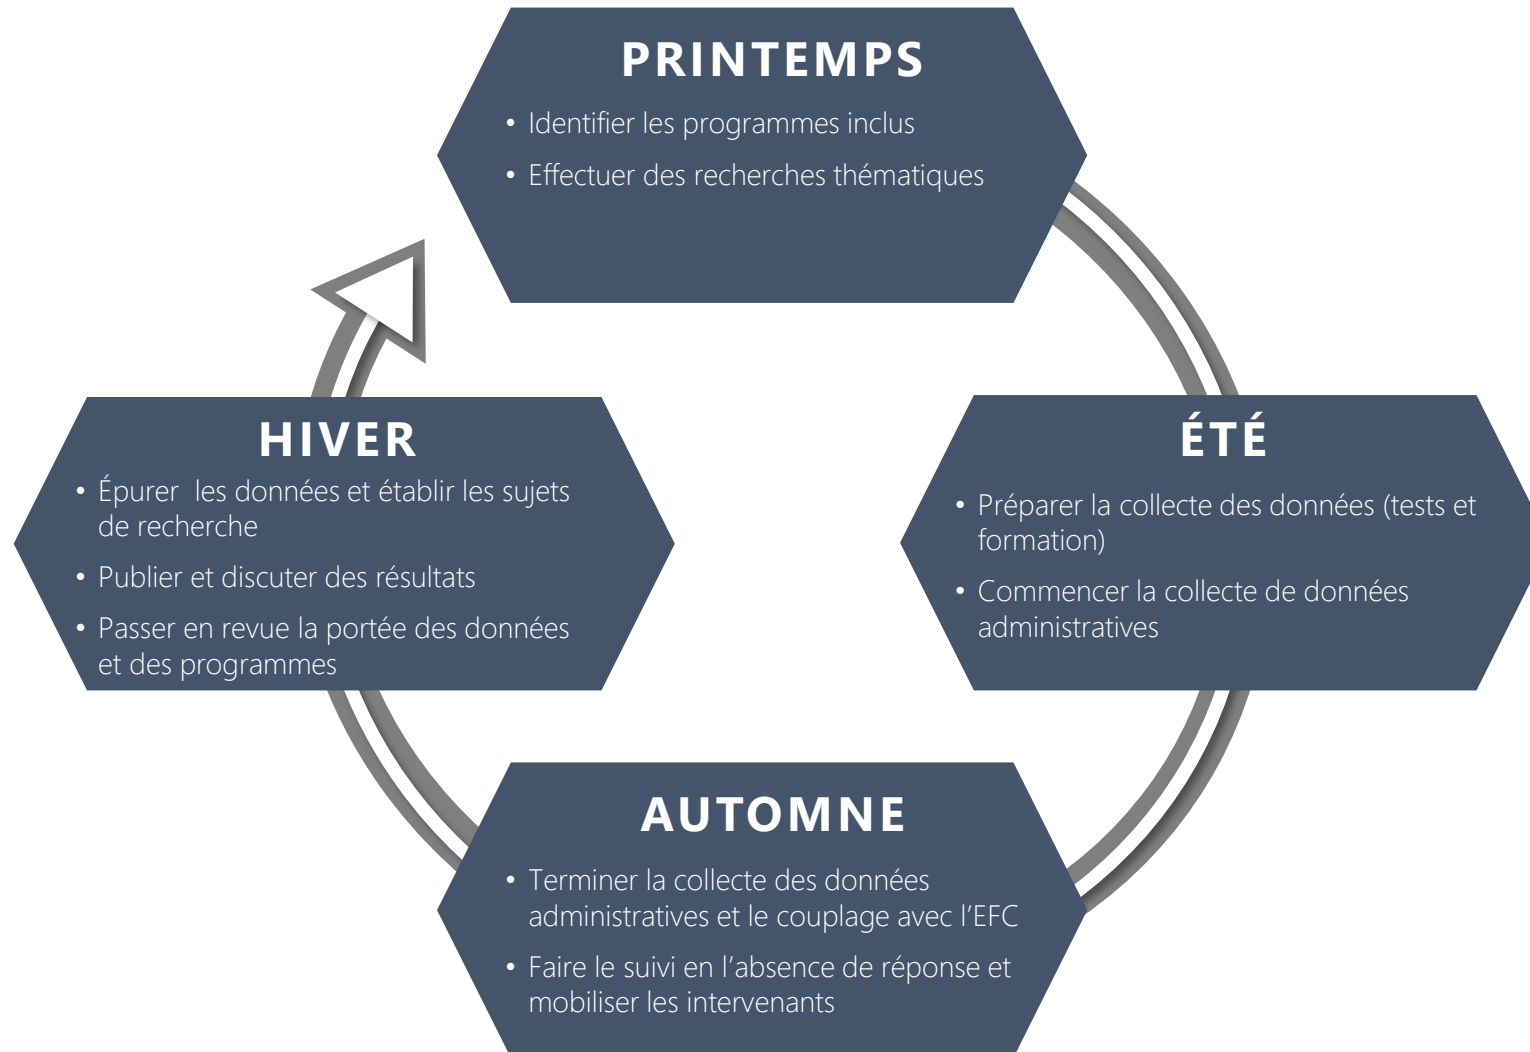 PRINTEMPS
• Identifier les programmes inclus
• Effectuer des recherches thématiques
HIVER
• Épurer  les données et établir les sujets
de recherche
• Publier et discuter des résultats
• Passer en revue la portée des données
et des programmes
ÉTÉ
• Préparer la collecte des données (tests et
formation)
• Commencer la collecte de données
administratives
AUTOMNE
• Terminer la collecte des données
administratives et le couplage avec l’EFC
• Faire le suivi en l’absence de réponse et
mobiliser les intervenants